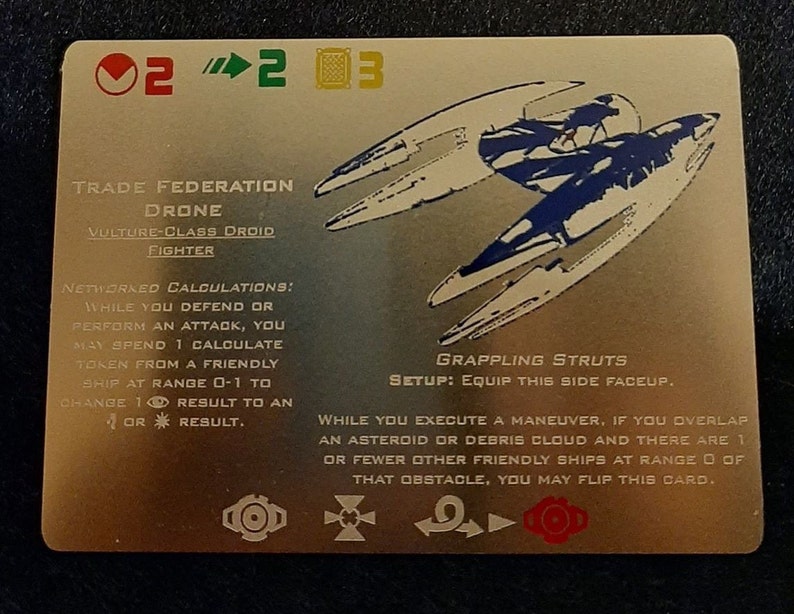 2 2 3
Trade Federation
Drone
Vulture-Class Droid
Fighter
Networked Calculations:
While you defend or
perform an attack, you
may spend 1 calculate
token from a friendly
ship at range 0-1 to
change 1 result to an
or result.
Grappling Struts
Setup: Equip this side faceup.
While you execute a maneuver, if you overlap
an asteroid or debris cloud and there are 1
or fewer other friendly ships at range 0 of
that obstacle, you may flip this card.